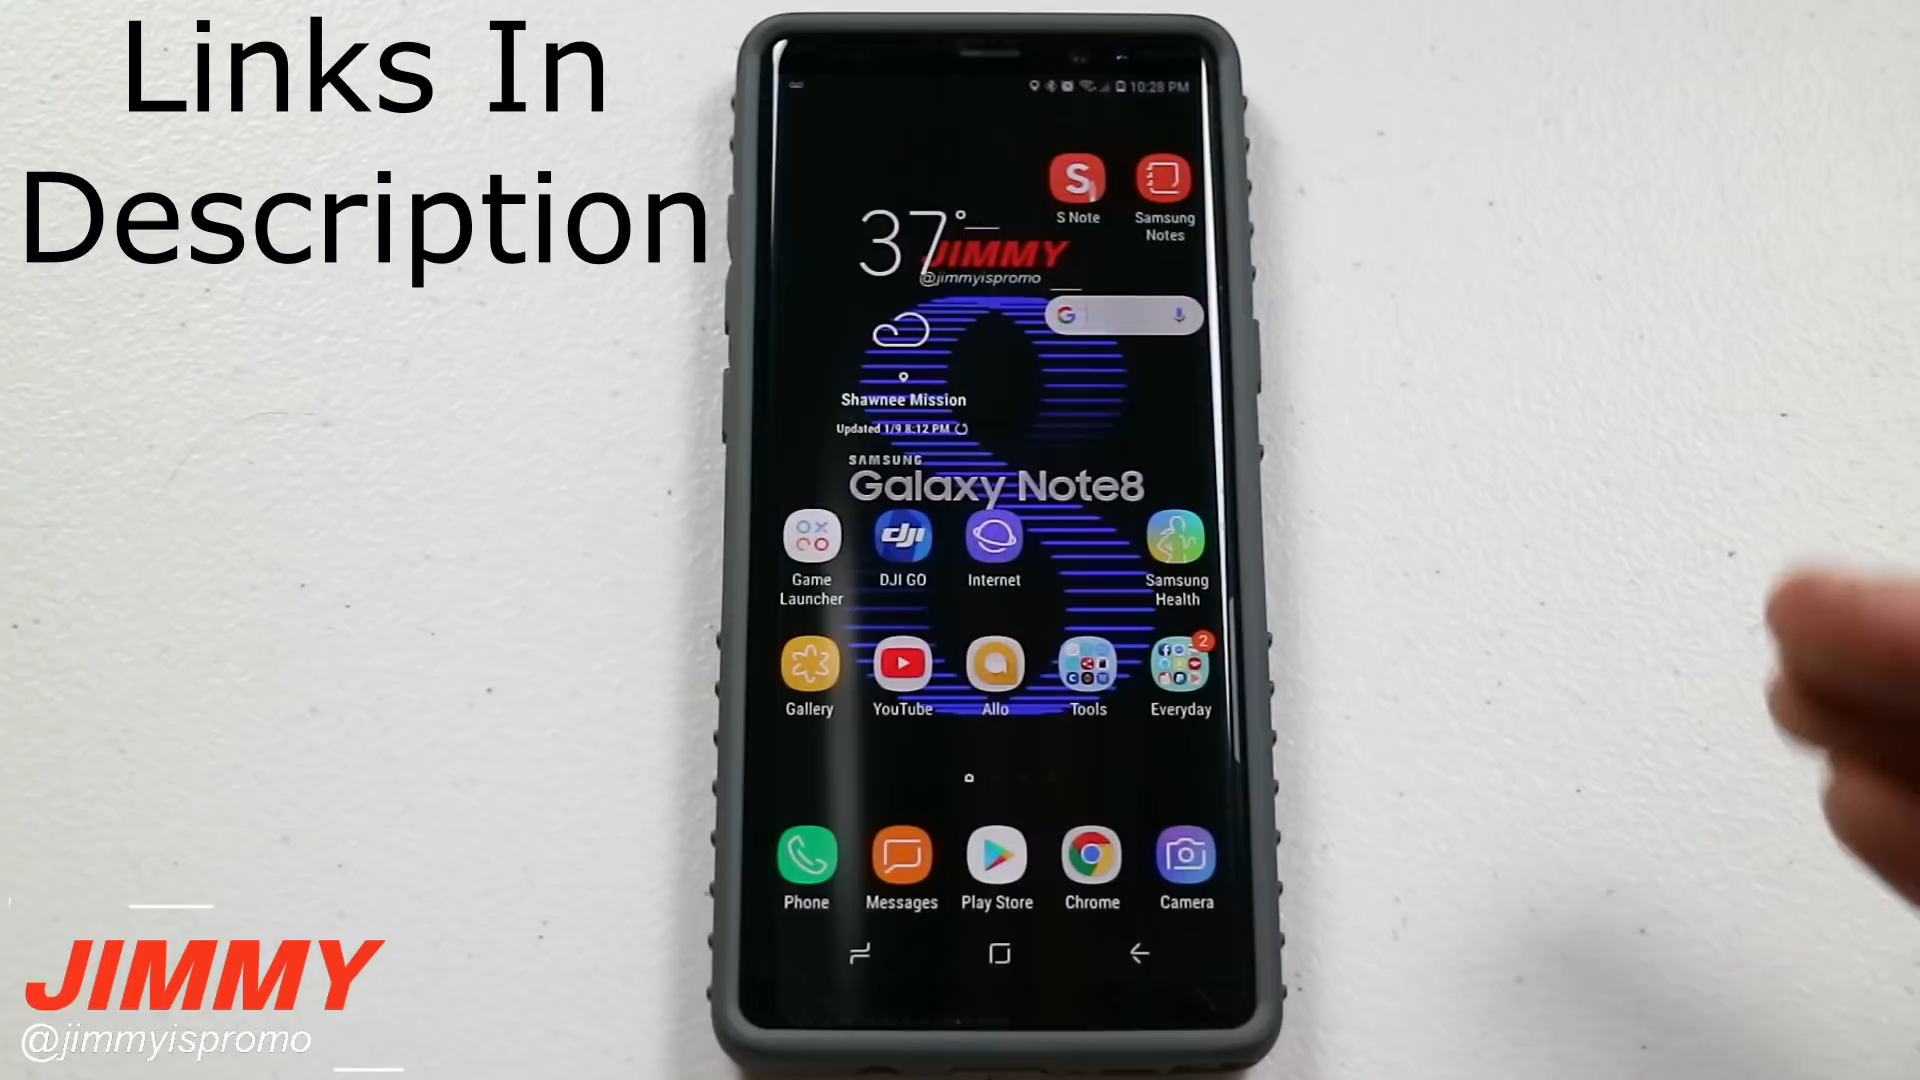 Links In
Description
10:28 PM
S Note
Samsung
Notes
37°
JIMMY
@jimmyispromo
Shawnee Mission
Updated 1/9 8:12 PM
SAMSUNG
Galaxy Note8
dji
Game
Launcher
DJI GO
Internet
Samsung
Health
2
Gallery
YouTube
Allo
Tools
Everyday
Phone
Messages
Play Store
Chrome
Camera
JIMMY
@jimmyispromo